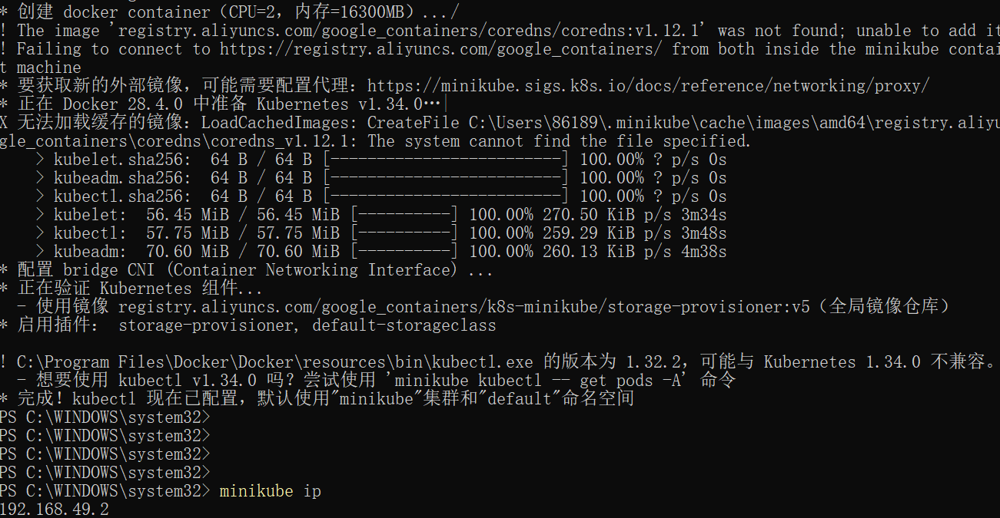 * 创建 docker container（CPU=2，内存=16300MB）.../
! The image 'registry.aliyuncs.com/google_containers/coredns/coredns:v1.12.1' was not found; unable to add it
! Failing to connect to https://registry.aliyuncs.com/google_containers/ from both inside the minikube contai
t machine
* 要获取新的外部镜像，可能需要配置代理：https://minikube.sigs.k8s.io/docs/reference/networking/proxy/
* 正在 Docker 28.4.0 中准备 Kubernetes v1.34.0…
X 无法加载缓存的镜像：LoadCachedImages: CreateFile C:\Users\86189\.minikube\cache\images\amd64\registry.aliyu
gle_containers\coredns\coredns_v1.12.1: The system cannot find the file specified.
> kubelet.sha256: 64 B / 64 B [-------------------------] 100.00% ? p/s 0s
> kubeadm.sha256: 64 B / 64 B [-------------------------] 100.00% ? p/s 0s
> kubectl.sha256: 64 B / 64 B [-------------------------] 100.00% ? p/s 0s
> kubelet: 56.45 MiB / 56.45 MiB [----------] 100.00% 270.50 KiB p/s 3m34s
> kubectl: 57.75 MiB / 57.75 MiB [----------] 100.00% 259.29 KiB p/s 3m48s
> kubeadm: 70.60 MiB / 70.60 MiB [----------] 100.00% 260.13 KiB p/s 4m38s
* 配置 bridge CNI (Container Networking Interface) ...
* 正在验证 Kubernetes 组件...
- 使用镜像 registry.aliyuncs.com/google_containers/k8s-minikube/storage-provisioner:v5（全局镜像仓库）
* 启用插件： storage-provisioner, default-storageclass
! C:\Program Files\Docker\Docker\resources\bin\kubectl.exe 的版本为 1.32.2，可能与 Kubernetes 1.34.0 不兼容。
- 想要使用 kubectl v1.34.0 吗？尝试使用 'minikube kubectl -- get pods -A' 命令
* 完成！kubectl 现在已配置，默认使用"minikube"集群和"default"命名空间
PS C:\WINDOWS\system32>
PS C:\WINDOWS\system32>
PS C:\WINDOWS\system32>
PS C:\WINDOWS\system32>
PS C:\WINDOWS\system32> minikube ip
192.168.49.2